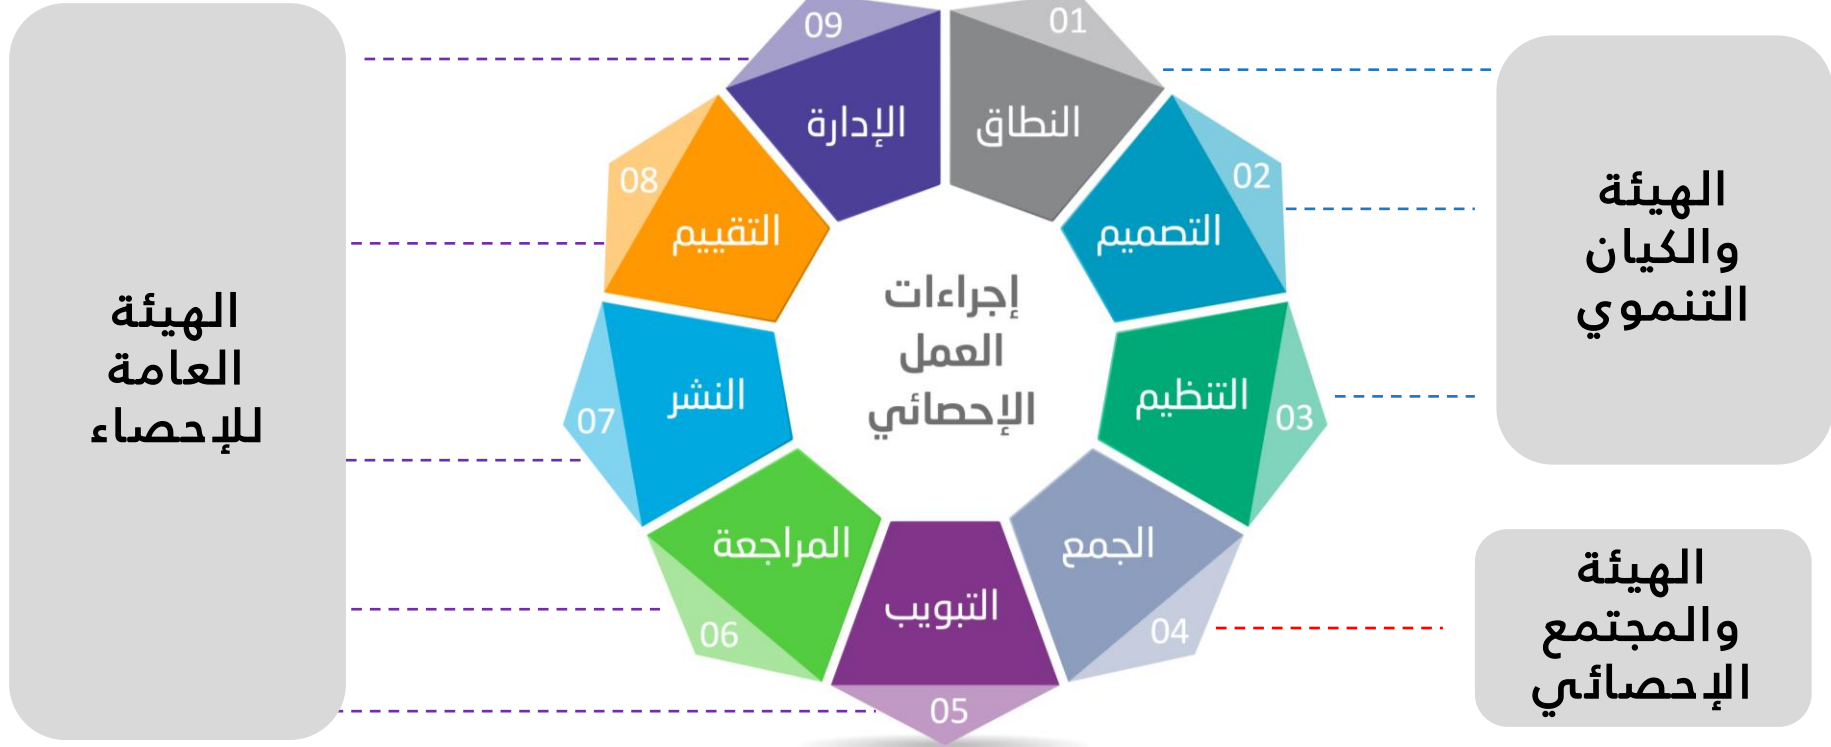 01
النطاق
02
التصميم
03
التنظيم
04
الجمع
05
التبويب
06
المراجعة
07
النشر
08
التقييم
09
الإدارة
إجراءات
العمل
الإحصائي
الهيئة
والكيان
التنموي
الهيئة
والمجتمع
الإحصائي
الهيئة
العامة
للإحصاء